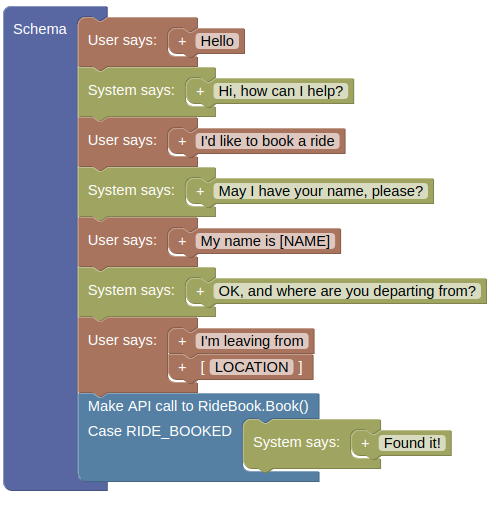 Schema
User says: + Hello
System says: + Hi, how can I help?
User says: + I'd like to book a ride
System says: + May I have your name, please?
User says: + My name is [NAME]
System says: + OK, and where are you departing from?
User says: + I'm leaving from
+ [ LOCATION ]
Make API call to RideBook.Book()
Case RIDE_BOOKED
System says: + Found it!